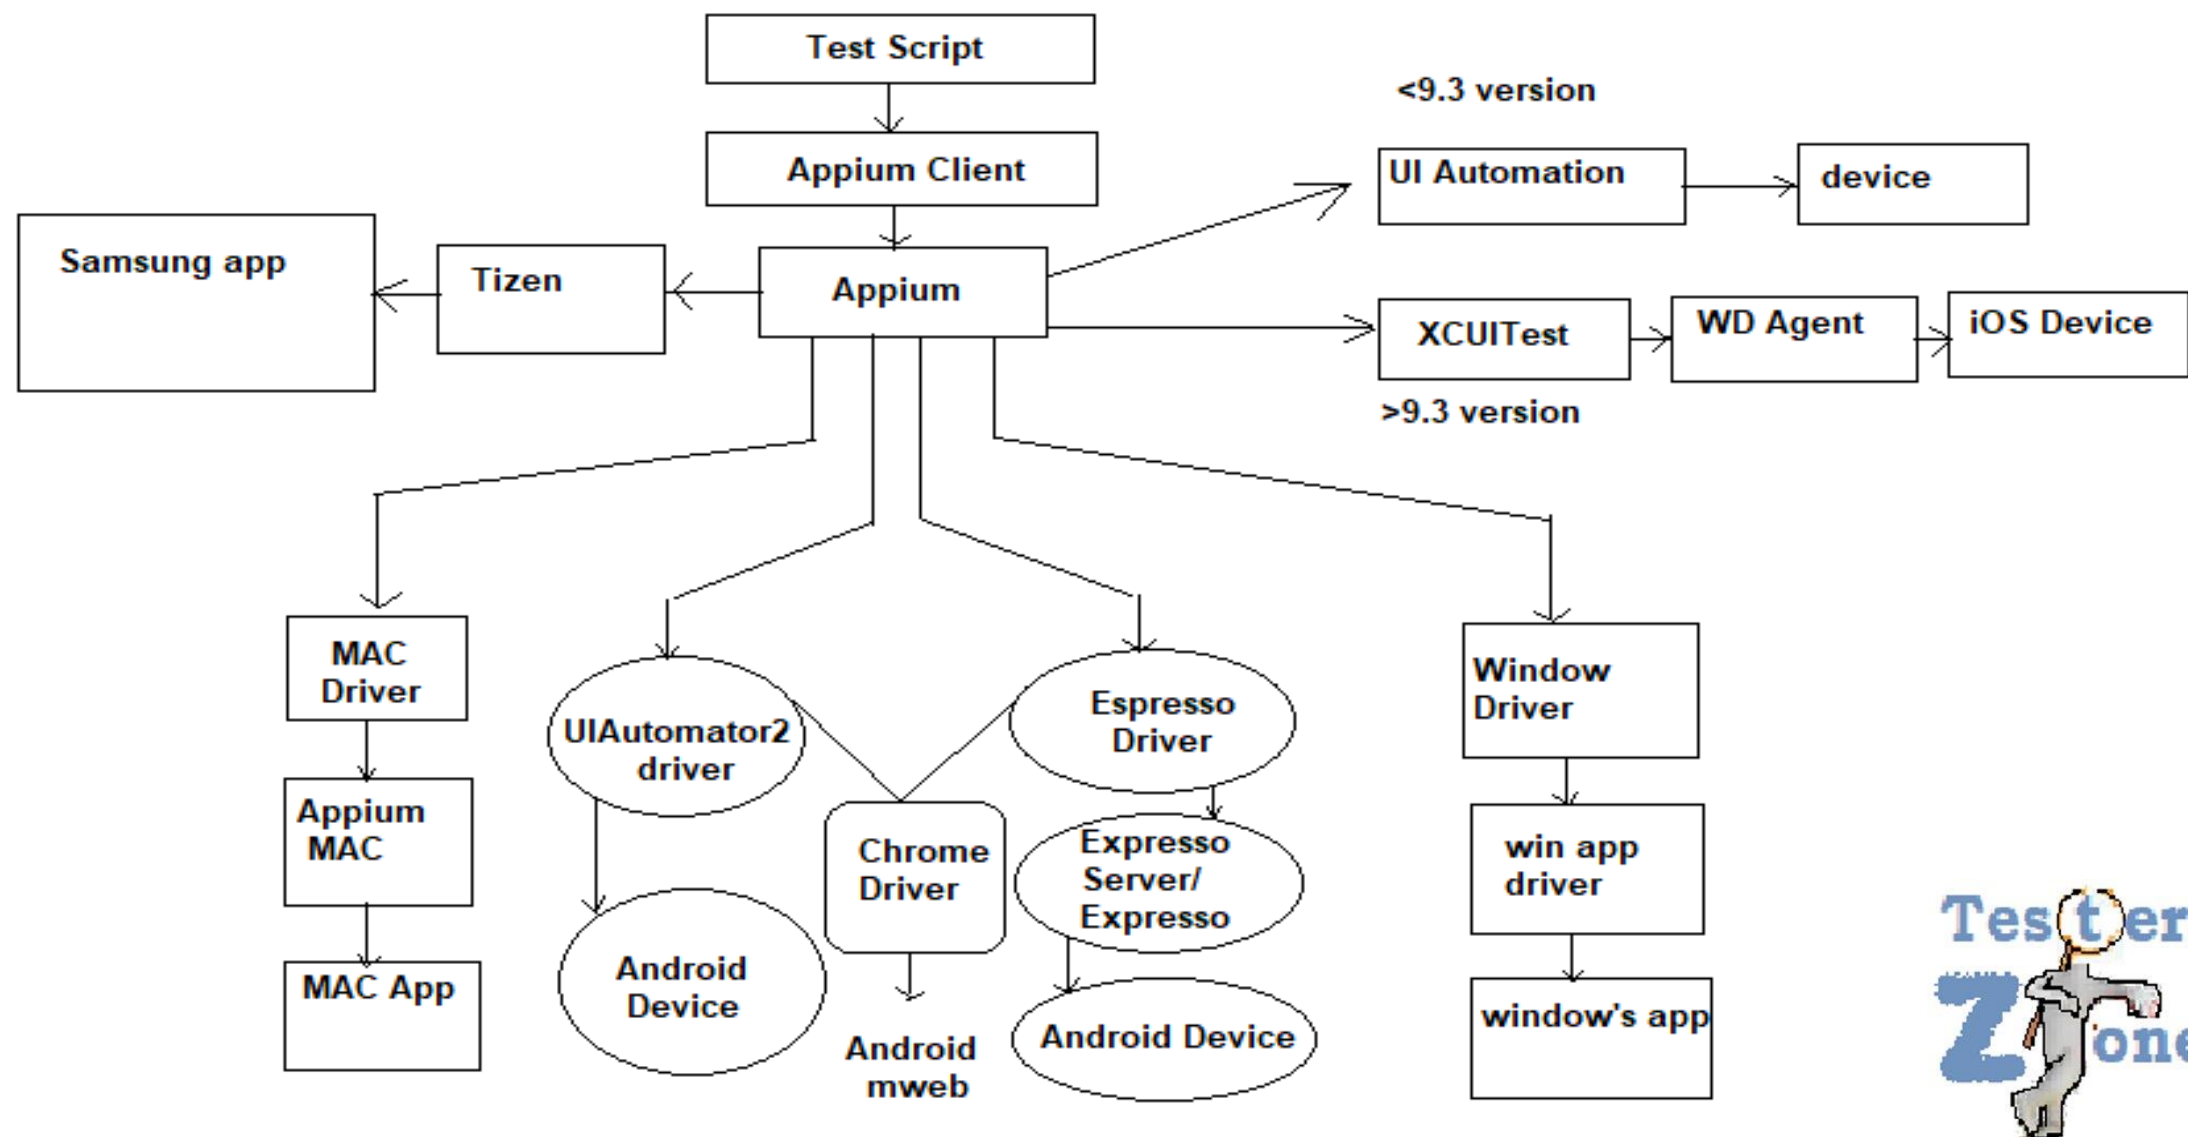 Test Script
<9.3 version
Appium Client
UI Automation
device
Samsung app
Tizen
Appium
XCUITest
WD Agent
iOS Device
>9.3 version
MAC
Driver
UIAutomator2
driver
Espresso
Driver
Window
Driver
Appium
MAC
Chrome
Driver
Expresso
Server/
Expresso
win app
driver
MAC App
Android
Device
Android
mweb
Android Device
window's app
Tester
Zone